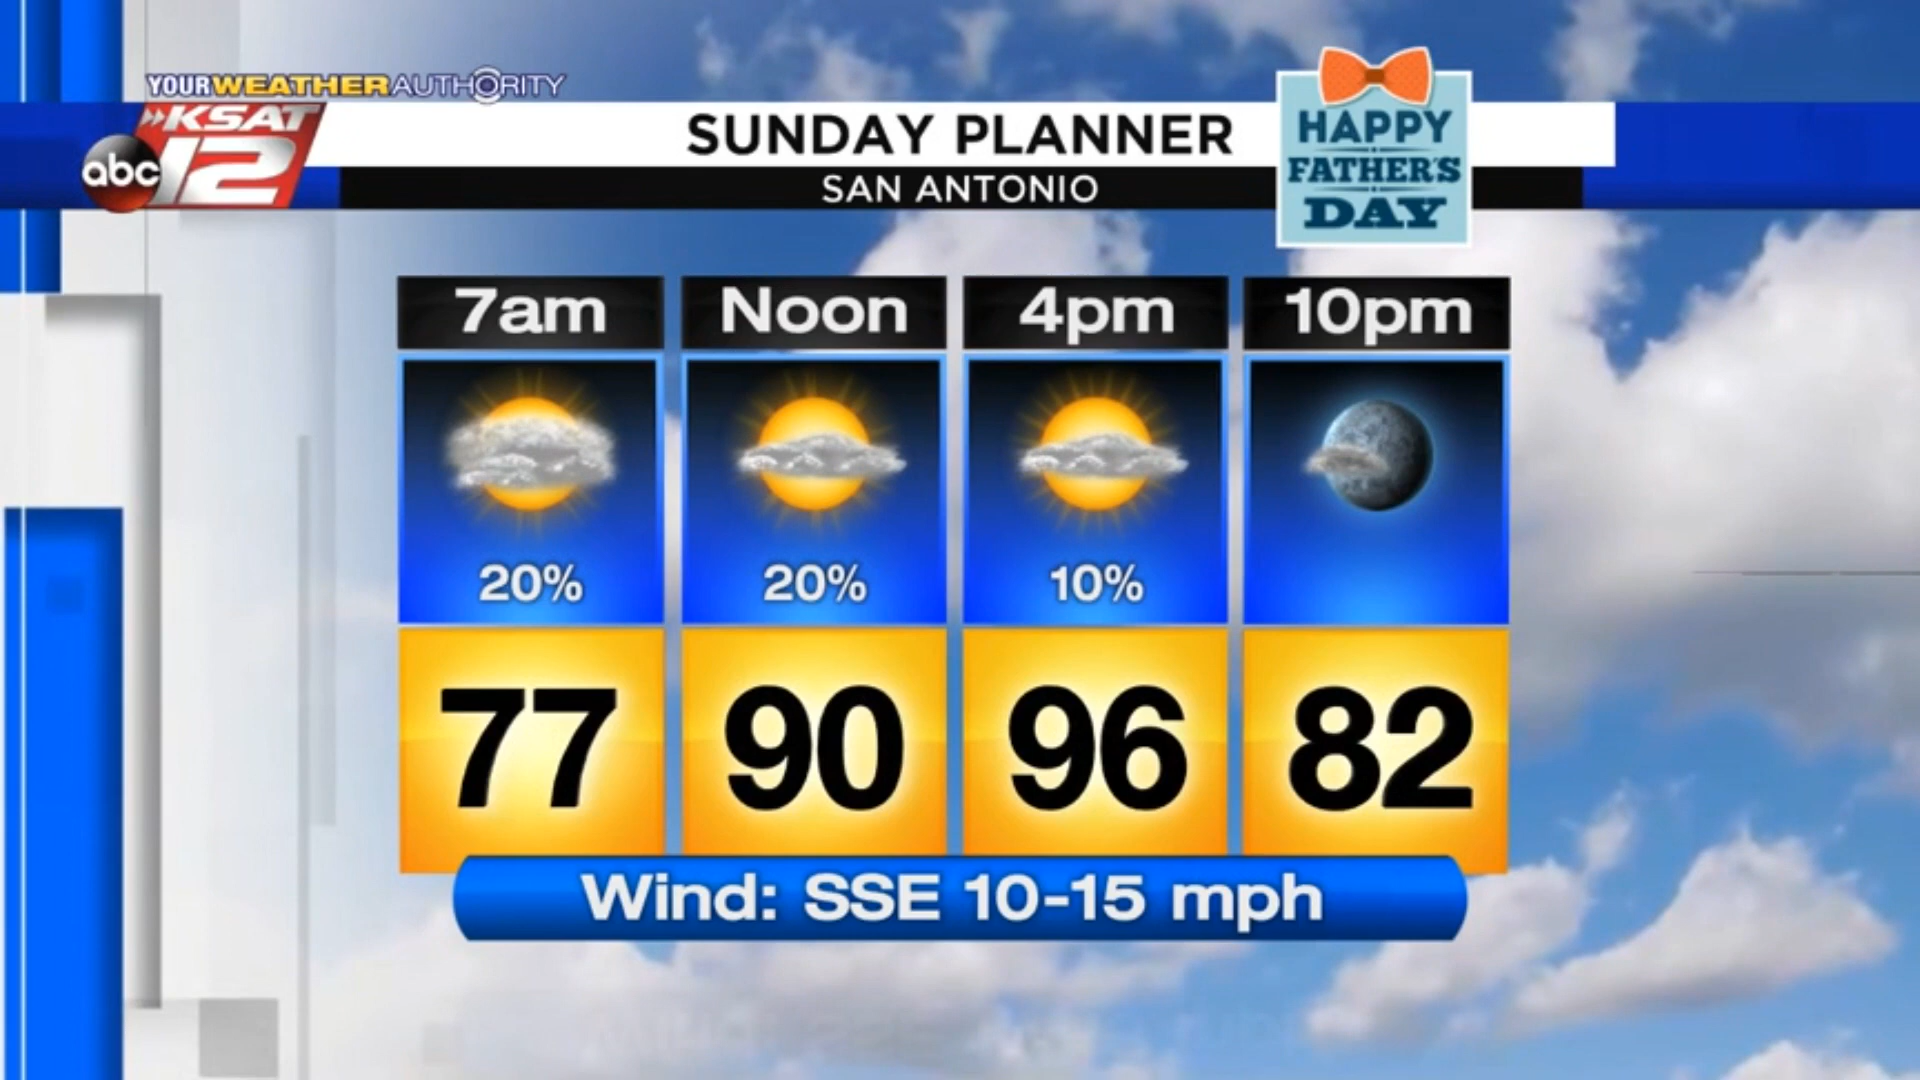 YOURWEATHERAUTHORITY
KSAT
abc 12
SUNDAY PLANNER
SAN ANTONIO
HAPPY
FATHER'S
DAY
7am Noon 4pm 10pm
20% 20% 10%
77 90 96 82
Wind: SSE 10-15 mph